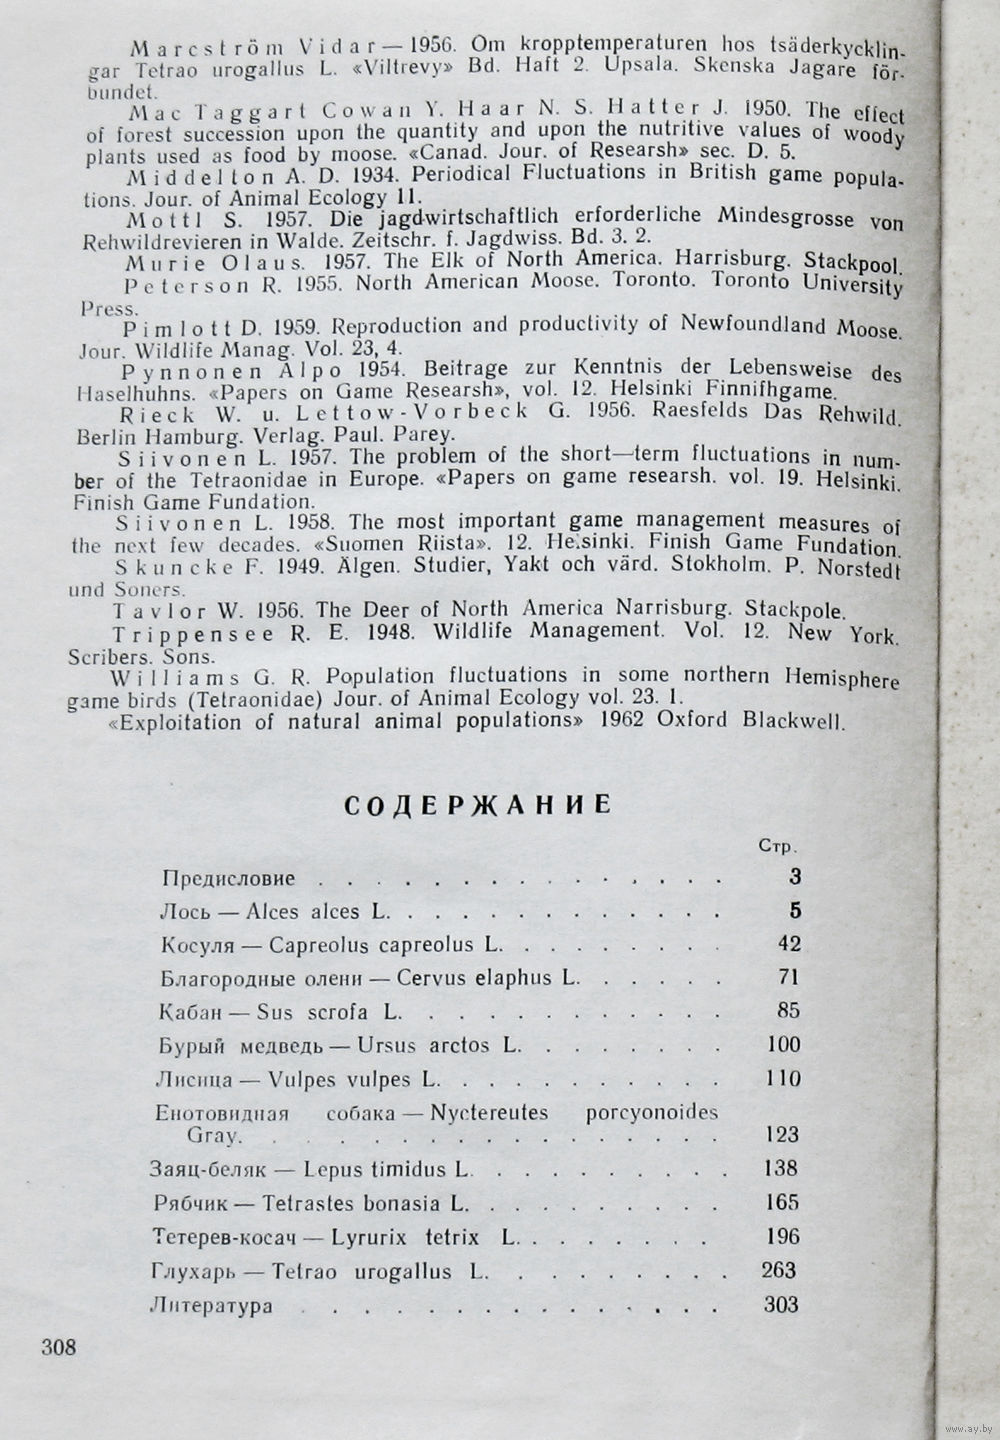 Marcström Vidar— 1956. Om kropptemperaturen hos tsäderkycklin-
gar Tetrao urogallus L. «Viltrevy» Bd. Haft 2. Upsala. Skenska Jagare för-
bundet.
Mac Taggart Cowan Y. Haar N. S. Hatter J. 1950. The effect
of forest succession upon the quantity and upon the nutritive values of woody
plants used as food by moose. «Canad. Jour. of Researsh» sec. D. 5.
Middelton A. D. 1934. Periodical Fluctuations in British game popula-
tions. Jour. of Animal Ecology 11.
Mottl S. 1957. Die jagdwirtschaftlich erforderliche Mindesgrosse von
Rehwildrevieren in Walde. Zeitschr. f. Jagdwiss. Bd. 3. 2.
Murie Olaus. 1957. The Elk of North America. Harrisburg. Stackpool.
Peterson R. 1955. North American Moose. Toronto. Toronto University
Press.
Pimlott D. 1959. Reproduction and productivity of Newfoundland Moose.
Jour. Wildlife Manag. Vol. 23, 4.
Pynnonen Alpo 1954. Beitrage zur Kenntnis der Lebensweise des
Haselhuhns. «Papers on Game Researsh», vol. 12. Helsinki Finnifhgame.
Rieck W. u. Lettow-Vorbeck G. 1956. Raesfelds Das Rehwild.
Berlin Hamburg. Verlag. Paul. Parey.
Siivonen L. 1957. The problem of the short—term fluctuations in num-
ber of the Tetraonidae in Europe. «Papers on game researsh. vol. 19. Helsinki.
Finish Game Fundation.
Siivonen L. 1958. The most important game management measures of
the next few decades. «Suomen Riista». 12. Helsinki. Finish Game Fundation.
Skuncke F. 1949. Älgen. Studier, Yakt och värd. Stokholm. P. Norstedt
und Soners.
Tavlor W. 1956. The Deer of North America Narrisburg. Stackpole.
Trippensee R. E. 1948. Wildlife Management. Vol. 12. New York.
Scribers. Sons.
Williams G. R. Population fluctuations in some northern Hemisphere
game birds (Tetraonidae) Jour. of Animal Ecology vol. 23. 1.
«Exploitation of natural animal populations» 1962 Oxford Blackwell.
СОДЕРЖАНИЕ
Стр.
Предисловие . . . . . . . . . . . . . . . 3
Лось — Alces alces L. . . . . . . . . . . . . 5
Косуля — Capreolus capreolus L. . . . . . . . . 42
Благородные олени — Cervus elaphus L. . . . . . 71
Кабан — Sus scrofa L. . . . . . . . . . . . 85
Бурый медведь — Ursus arctos L. . . . . . . . 100
Лисица — Vulpes vulpes L. . . . . . . . . . . 110
Енотовидная собака — Nyctereutes porcyonoides
Gray. . . . . . . . . . . . . . . . . 123
Заяц-беляк — Lepus timidus L. . . . . . . . . . 138
Рябчик — Tetrastes bonasia L. . . . . . . . . . 165
Тетерев-косач — Lyrurix tetrix L. . . . . . . . 196
Глухарь — Tetrao urogallus L. . . . . . . . . 263
Литература . . . . . . . . . . . . . . . 303
308
www.ay.by